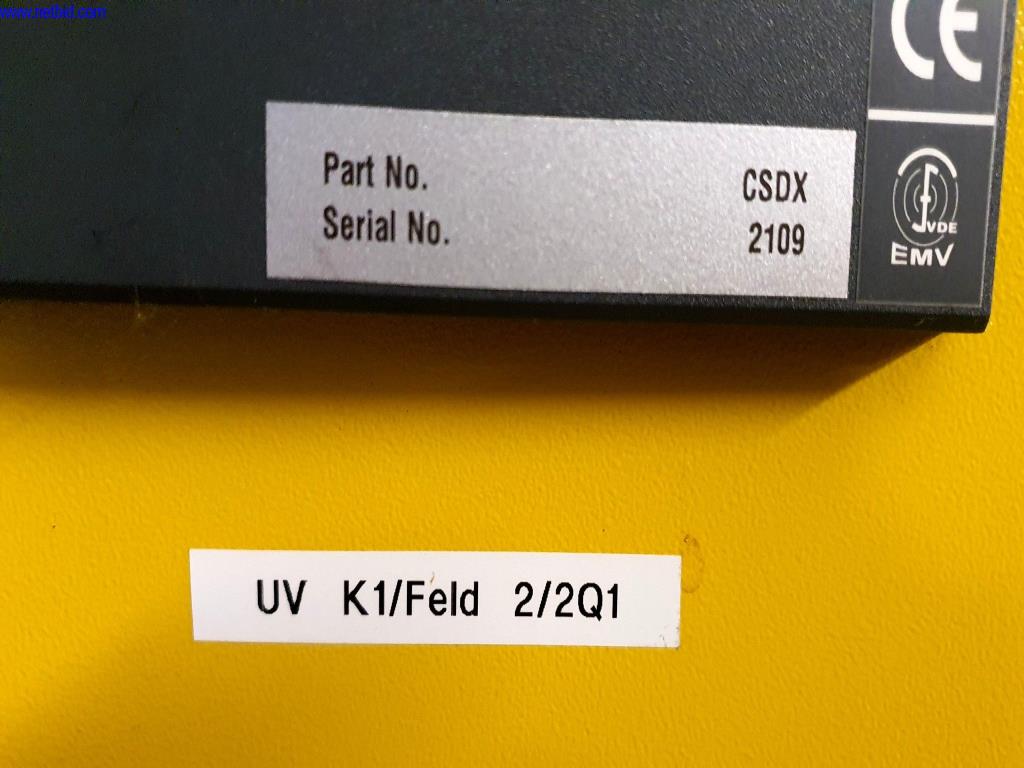 www.netbid.com
CE
Part No. CSDX
Serial No. 2109
VDE
EMV
UV K1/Feld 2/2Q1